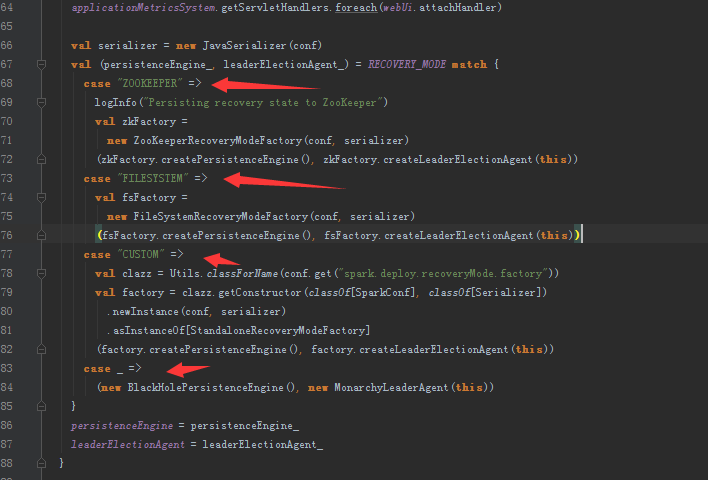 64 applicationMetricsSystem.getServletHandlers.foreach(webUi.attachHandler)
65
66 val serializer = new JavaSerializer(conf)
67 val (persistenceEngine_, leaderElectionAgent_) = RECOVERY_MODE match {
68 case "ZOOKEEPER" =>
69 logInfo("Persisting recovery state to ZooKeeper")
70 val zkFactory =
71 new ZooKeeperRecoveryModeFactory(conf, serializer)
72 (zkFactory.createPersistenceEngine(), zkFactory.createLeaderElectionAgent(this))
73 case "FILESYSTEM" =>
74 val fsFactory =
75 new FileSystemRecoveryModeFactory(conf, serializer)
76 (fsFactory.createPersistenceEngine(), fsFactory.createLeaderElectionAgent(this))
77 case "CUSTOM" =>
78 val clazz = Utils.classForName(conf.get("spark.deploy.recoveryMode.factory"))
79 val factory = clazz.getConstructor(classOf[SparkConf], classOf[Serializer])
80 .newInstance(conf, serializer)
81 .asInstanceOf[StandaloneRecoveryModeFactory]
82 (factory.createPersistenceEngine(), factory.createLeaderElectionAgent(this))
83 case _ =>
84 (new BlackHolePersistenceEngine(), new MonarchyLeaderAgent(this))
85 }
86 persistenceEngine = persistenceEngine_
87 leaderElectionAgent = leaderElectionAgent_
88 }